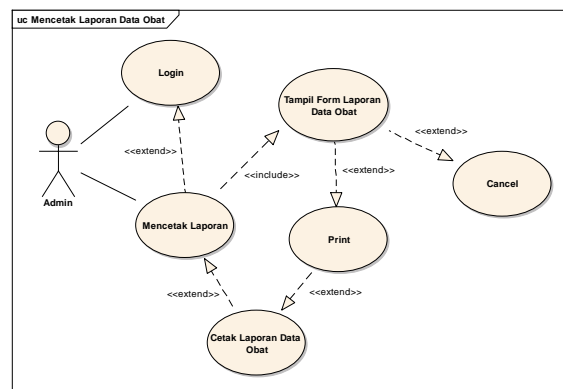 uc Mencetak Laporan Data Obat
Login
Tampil Form Laporan
Data Obat
<<extend>>
<<extend>>
<<include>>
<<extend>>
Cancel
Admin
Mencetak Laporan
Print
<<extend>>
<<extend>>
Cetak Laporan Data
Obat